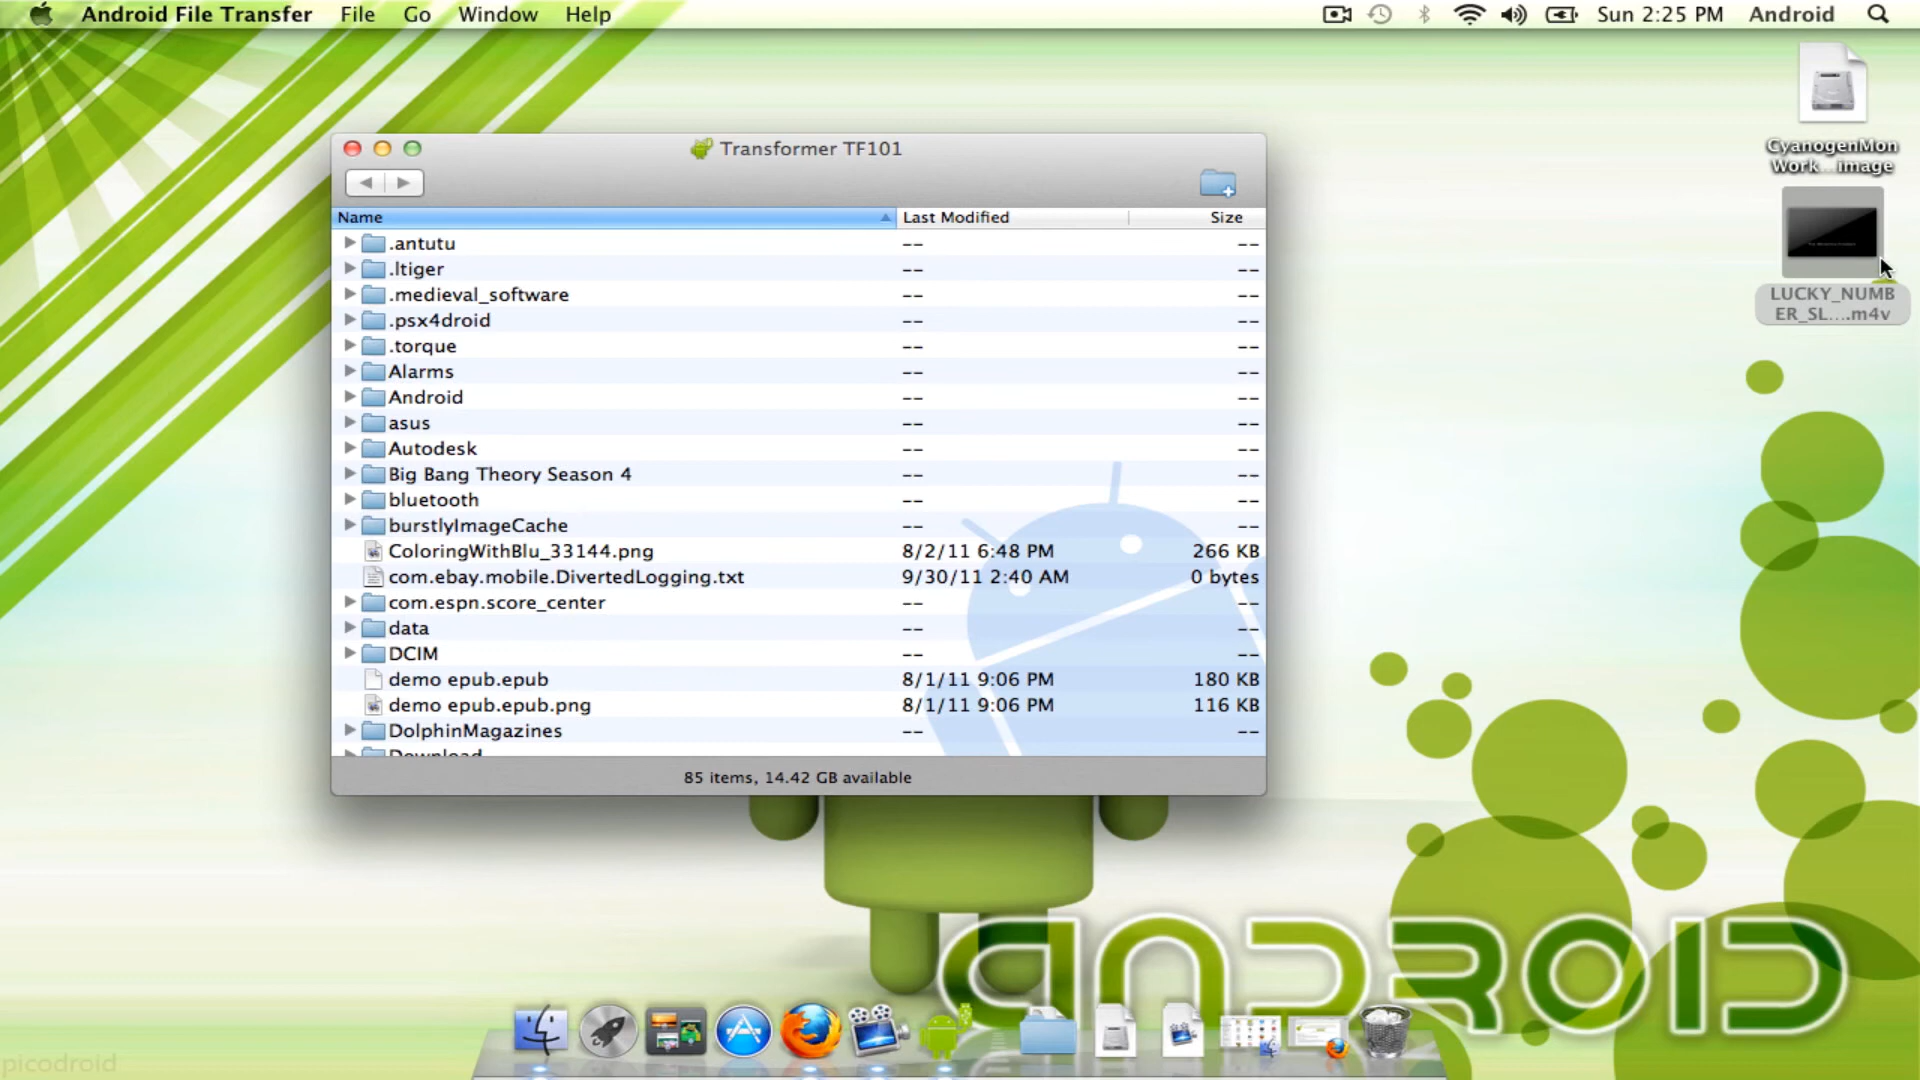 Android File Transfer File Go Window Help Sun 2:25 PM Android
CyanogenMon
Work...image
LUCKY_NUMB
ER_SL....m4v
Transformer TF101
Name Last Modified Size
.antutu -- --
.ltiger -- --
.medieval_software -- --
.psx4droid -- --
.torque -- --
Alarms -- --
Android -- --
asus -- --
Autodesk -- --
Big Bang Theory Season 4 -- --
bluetooth -- --
burstlyImageCache -- --
ColoringWithBlu_33144.png 8/2/11 6:48 PM 266 KB
com.ebay.mobile.DivertedLogging.txt 9/30/11 2:40 AM 0 bytes
com.espn.score_center -- --
data -- --
DCIM -- --
demo epub.epub 8/1/11 9:06 PM 180 KB
demo epub.epub.png 8/1/11 9:06 PM 116 KB
DolphinMagazines -- --
Download
85 items, 14.42 GB available
ANDROID
picodroid